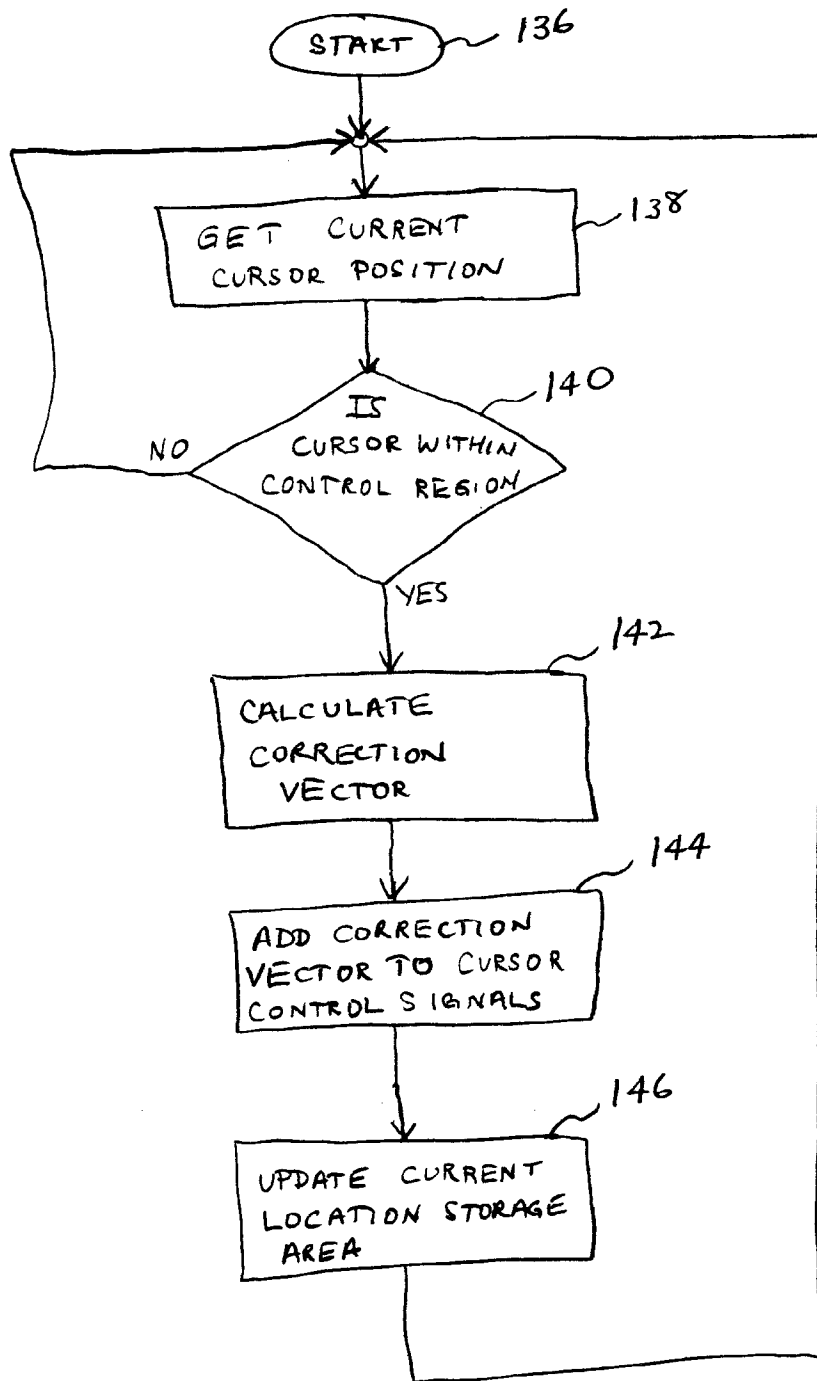 START
136
GET CURRENT
CURSOR POSITION
138
IS
CURSOR WITHIN
CONTROL REGION
140
NO
YES
142
CALCULATE
CORRECTION
VECTOR
144
ADD CORRECTION
VECTOR TO CURSOR
CONTROL SIGNALS
146
UPDATE CURRENT
LOCATION STORAGE
AREA